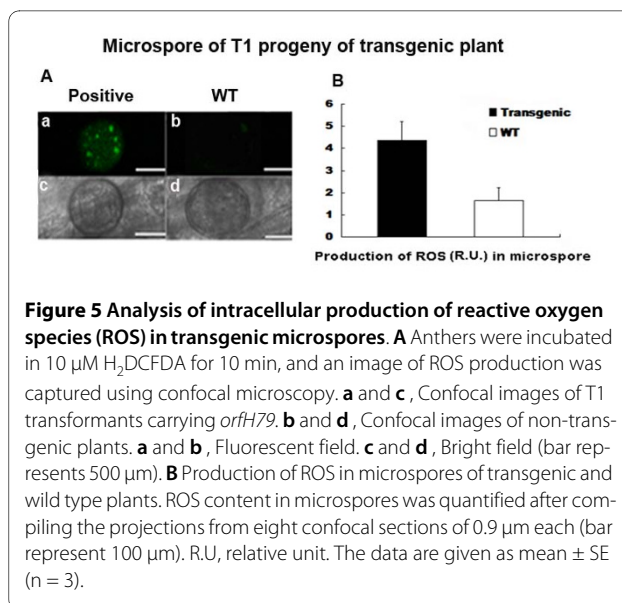 Microspore of T1 progeny of transgenic plant
A
Positive
WT
a
b
c
d
B
6
5
4
3
2
1
0
Transgenic
WT
Production of ROS (R.U.) in microspore
Figure 5 Analysis of intracellular production of reactive oxygen
species (ROS) in transgenic microspores. A Anthers were incubated
in 10 μM H₂DCFDA for 10 min, and an image of ROS production was
captured using confocal microscopy. a and c , Confocal images of T1
transformants carrying orfH79. b and d , Confocal images of non-trans-
genic plants. a and b , Fluorescent field. c and d , Bright field (bar rep-
resents 500 μm). B Production of ROS in microspores of transgenic and
wild type plants. ROS content in microspores was quantified after com-
piling the projections from eight confocal sections of 0.9 μm each (bar
represent 100 μm). R.U, relative unit. The data are given as mean ± SE
(n = 3).